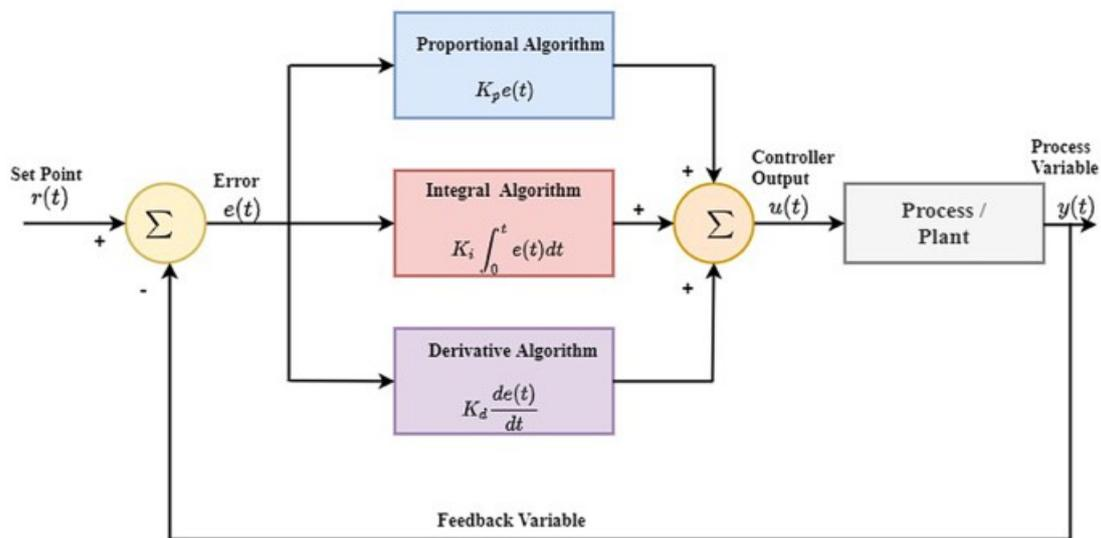 Proportional Algorithm
K_p e(t)
Set Point
r(t)
+
Σ
-
Error
e(t)
Integral Algorithm
K_i ∫_0^t e(t)dt
Derivative Algorithm
K_d de(t)/dt
+
+
+
Σ
Controller
Output
u(t)
Process /
Plant
Process
Variable
y(t)
Feedback Variable